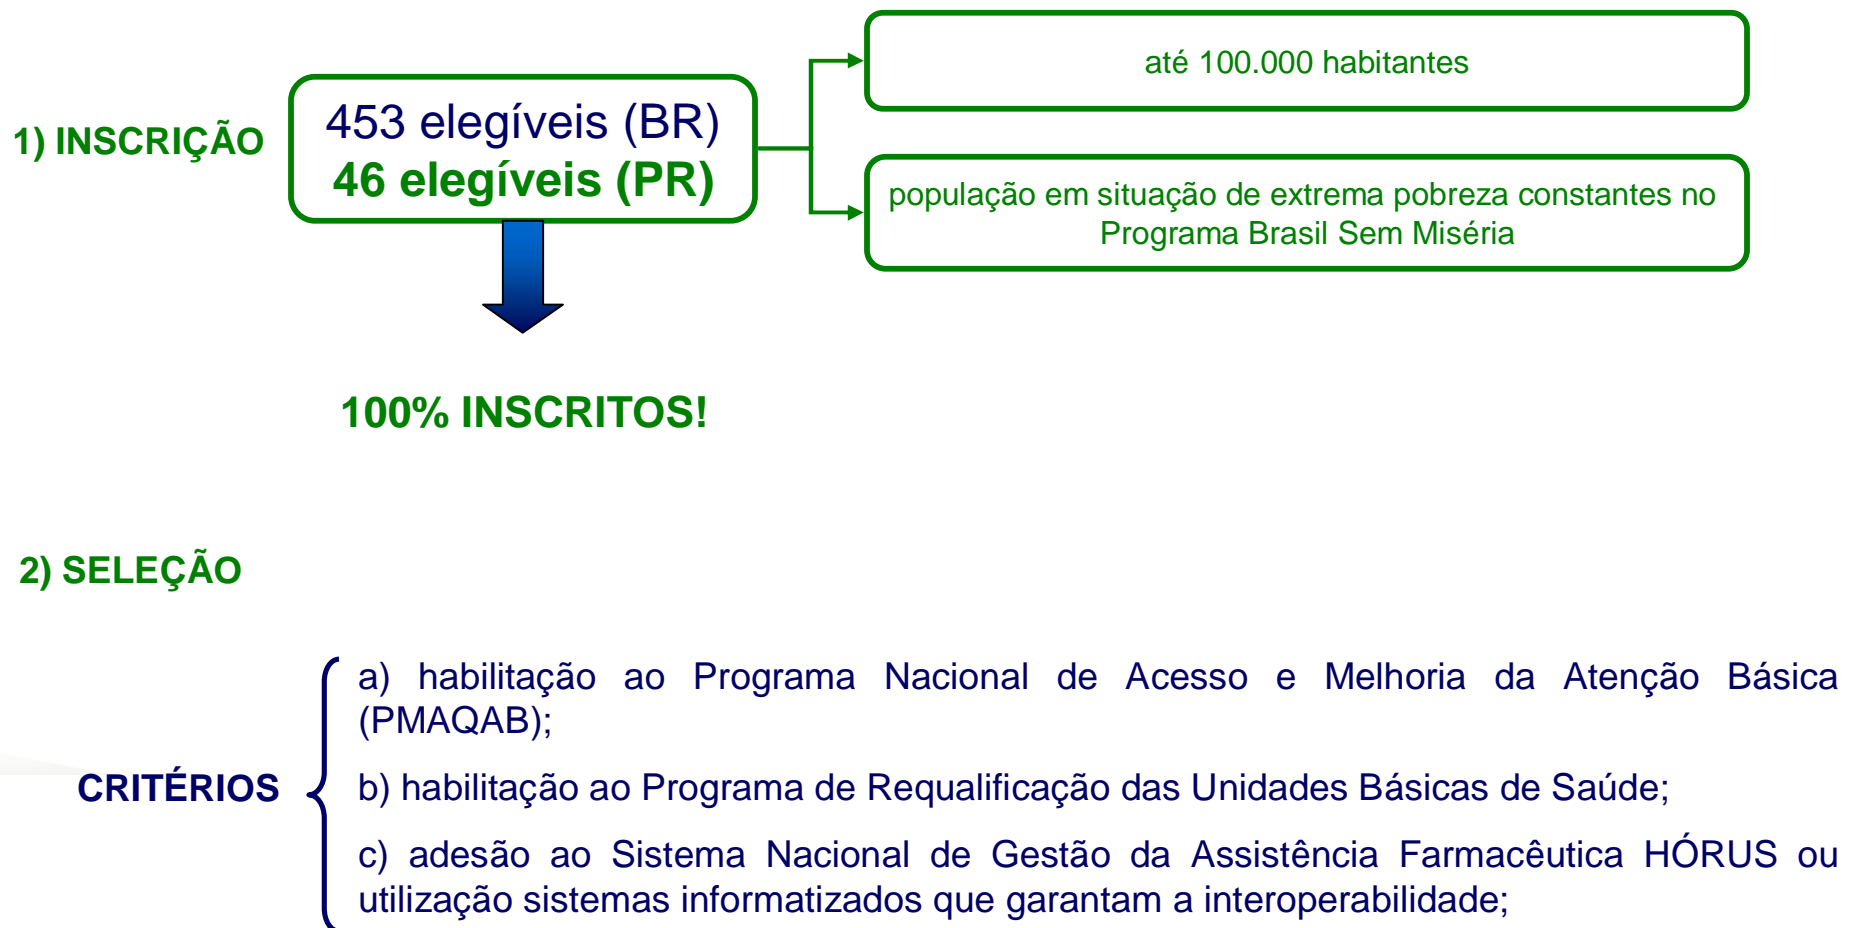 até 100.000 habitantes
1) INSCRIÇÃO
453 elegíveis (BR)
46 elegíveis (PR)
população em situação de extrema pobreza constantes no
Programa Brasil Sem Miséria
100% INSCRITOS!
2) SELEÇÃO
CRITÉRIOS
a) habilitação ao Programa Nacional de Acesso e Melhoria da Atenção Básica
(PMAQAB);
b) habilitação ao Programa de Requalificação das Unidades Básicas de Saúde;
c) adesão ao Sistema Nacional de Gestão da Assistência Farmacêutica HÓRUS ou
utilização sistemas informatizados que garantam a interoperabilidade;